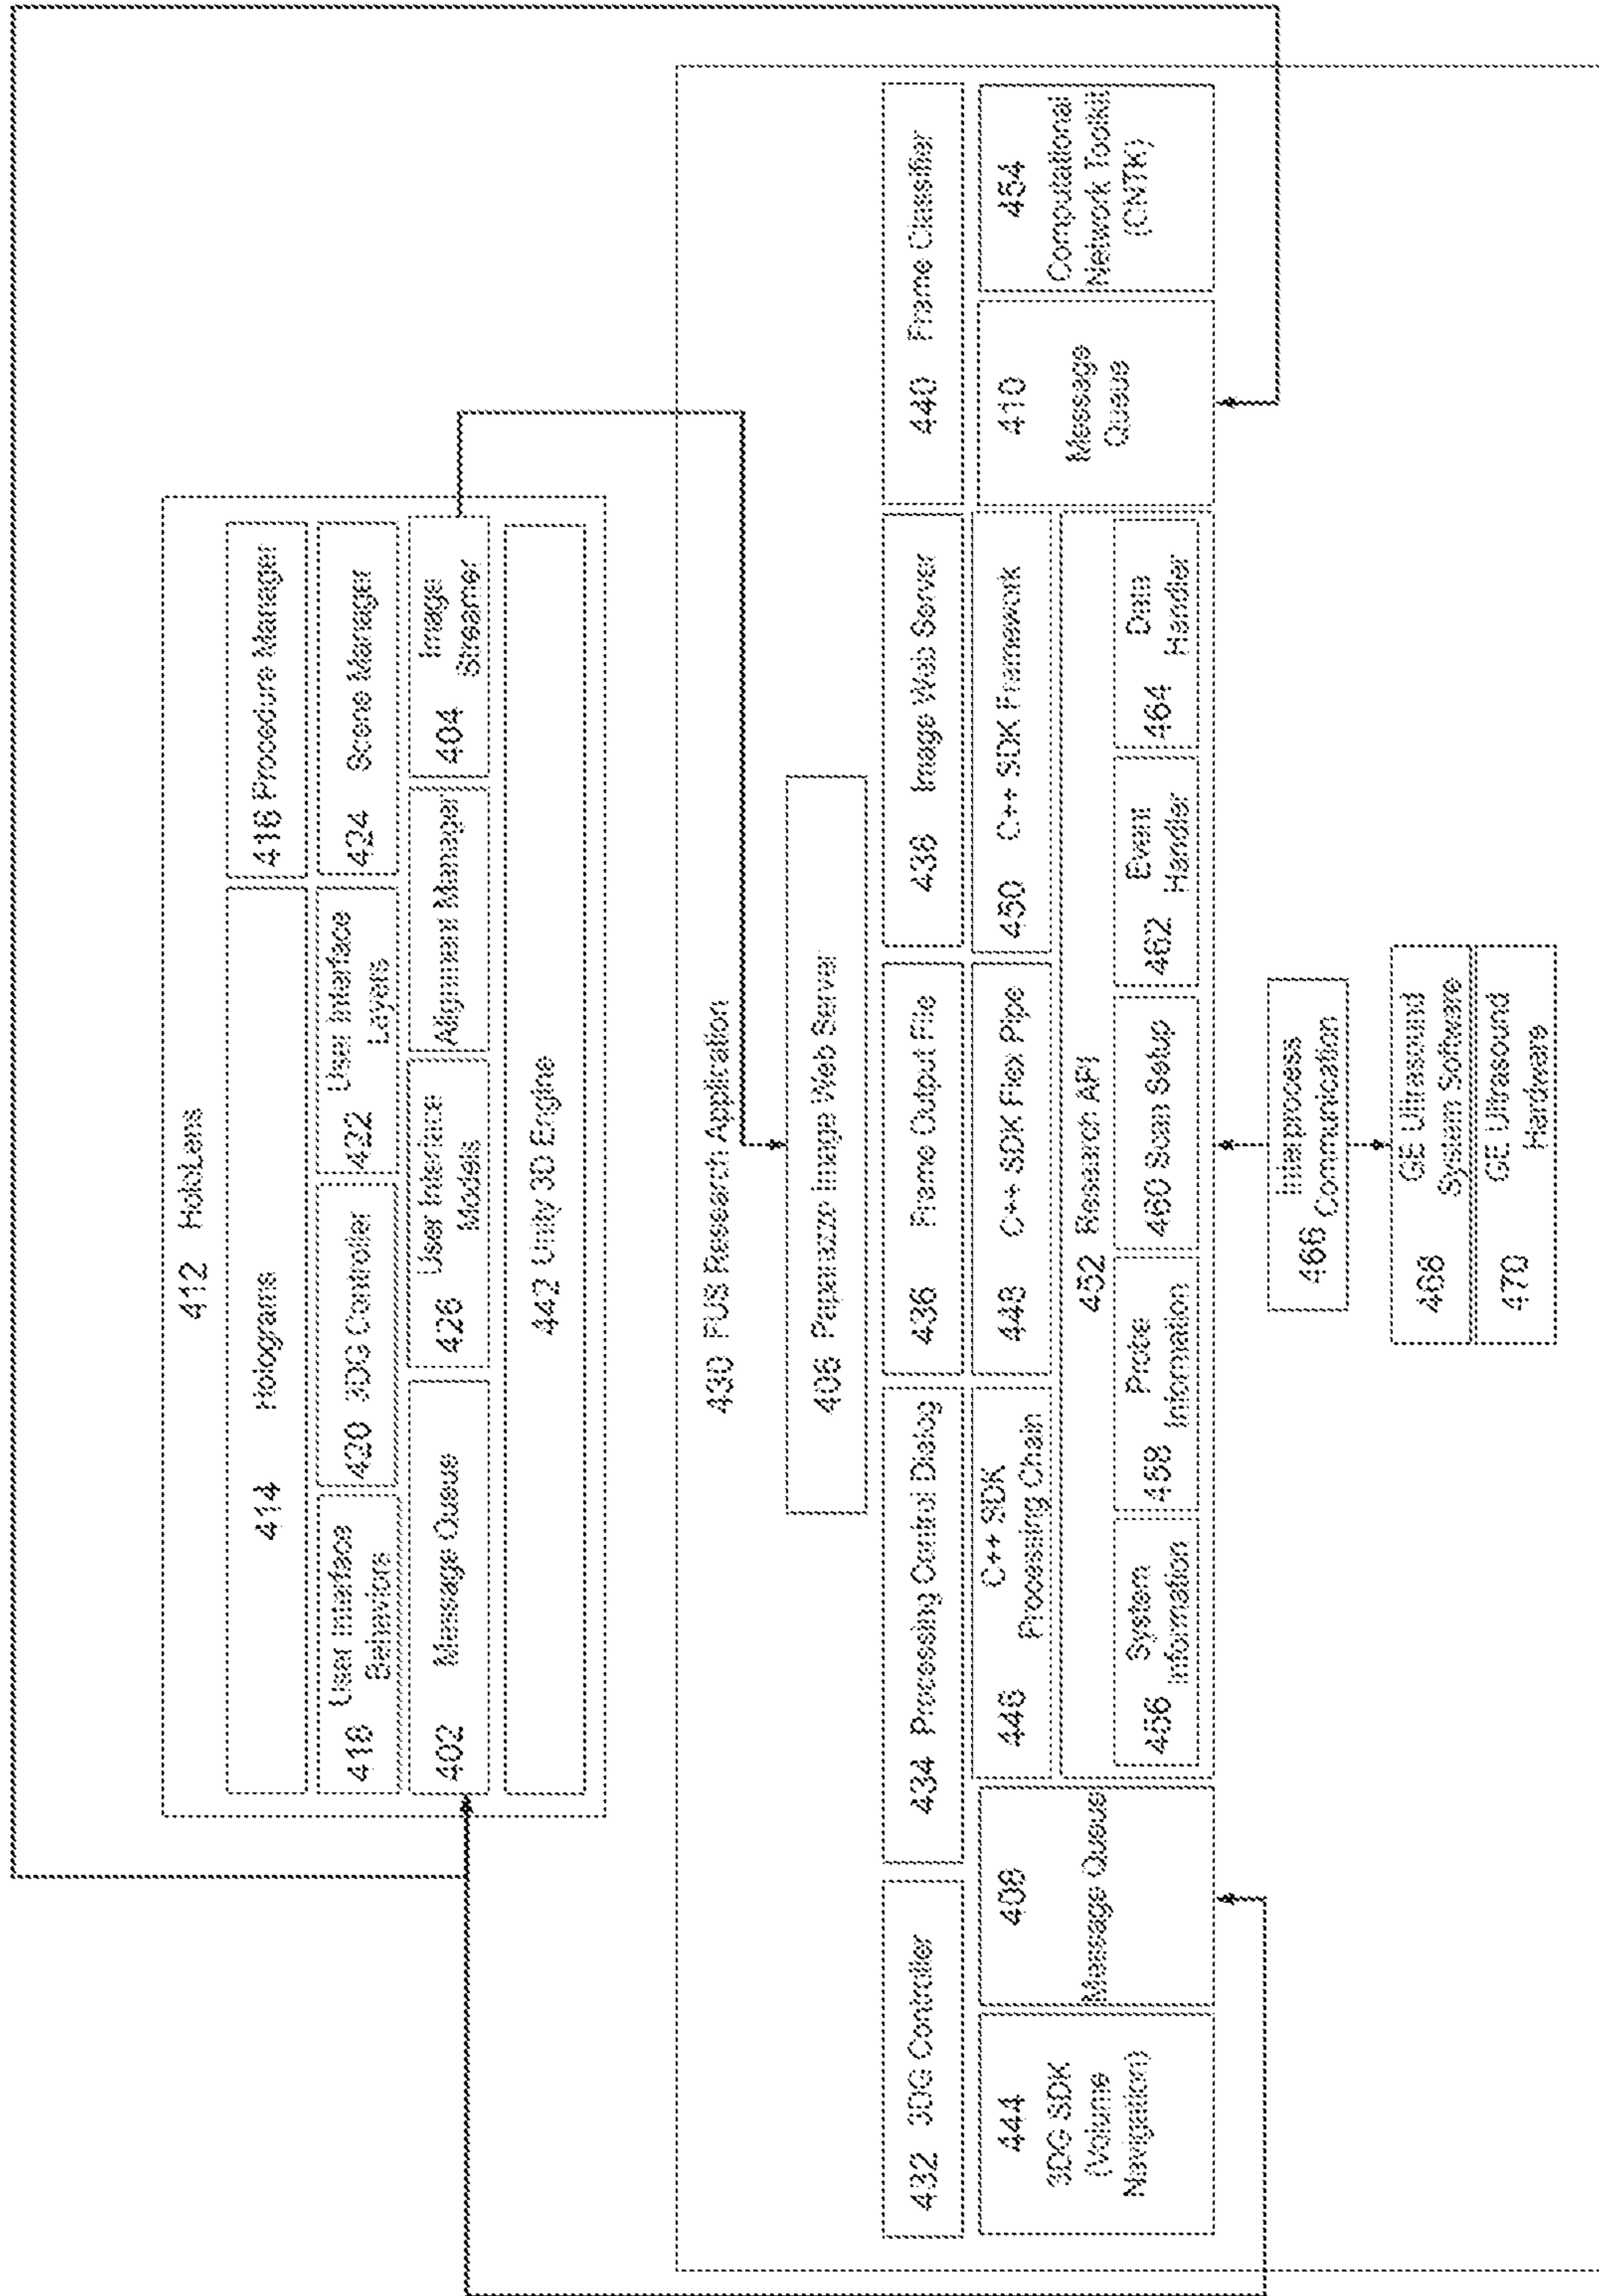 412 HoloLens
414 Holograms
416 Procedure Manager
418 User Interface
Behaviors
420 3DG Controller
422 User Interface
Layers
424 Scene Manager
402 Message Queue
426 User Interface
Models
Alignment Manager
404 Image
Streamer
442 Unity 3D Engine
430 FUS Research Application
406 Paparazzo Image Web Server
432 3DG Controller
434 Processing Control Dialog
436 Frame Output File
438 Image Web Server
440 Frame Classifier
444
3DG SDK
(Volume
Navigation)
408
Message Queue
446 C++ SDK
Processing Chain
448 C++ SDK Flex Pipe
450 C++ SDK Framework
410
Message
Queue
454
Computational
Network Toolkit
(CNTK)
452 Research API
456 System
Information
458 Probe
Information
460 Scan Setup
462 Event
Handler
464 Data
Handler
466 Interprocess
Communication
468 GE Ultrasound
System Software
470 GE Ultrasound
Hardware